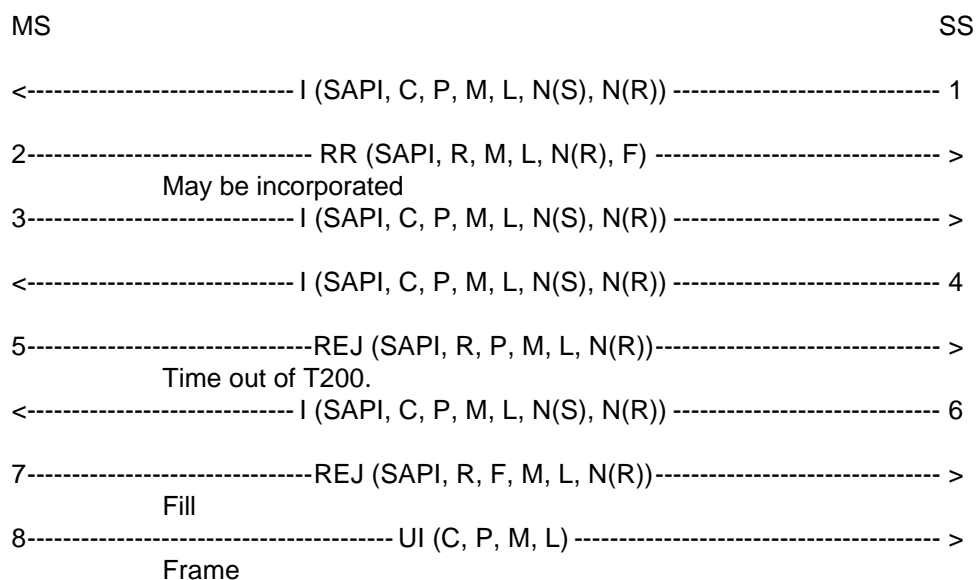 MS SS
<------------------------------ I (SAPI, C, P, M, L, N(S), N(R)) ------------------------------ 1
2-------------------------------- RR (SAPI, R, M, L, N(R), F) -------------------------------- >
May be incorporated
3------------------------------ I (SAPI, C, P, M, L, N(S), N(R)) ------------------------------ >
<------------------------------ I (SAPI, C, P, M, L, N(S), N(R)) ------------------------------ 4
5--------------------------------REJ (SAPI, R, P, M, L, N(R))-------------------------------- >
Time out of T200.
<------------------------------ I (SAPI, C, P, M, L, N(S), N(R)) ------------------------------ 6
7--------------------------------REJ (SAPI, R, F, M, L, N(R))-------------------------------- >
Fill
8----------------------------------------- UI (C, P, M, L) ----------------------------------------- >
Frame